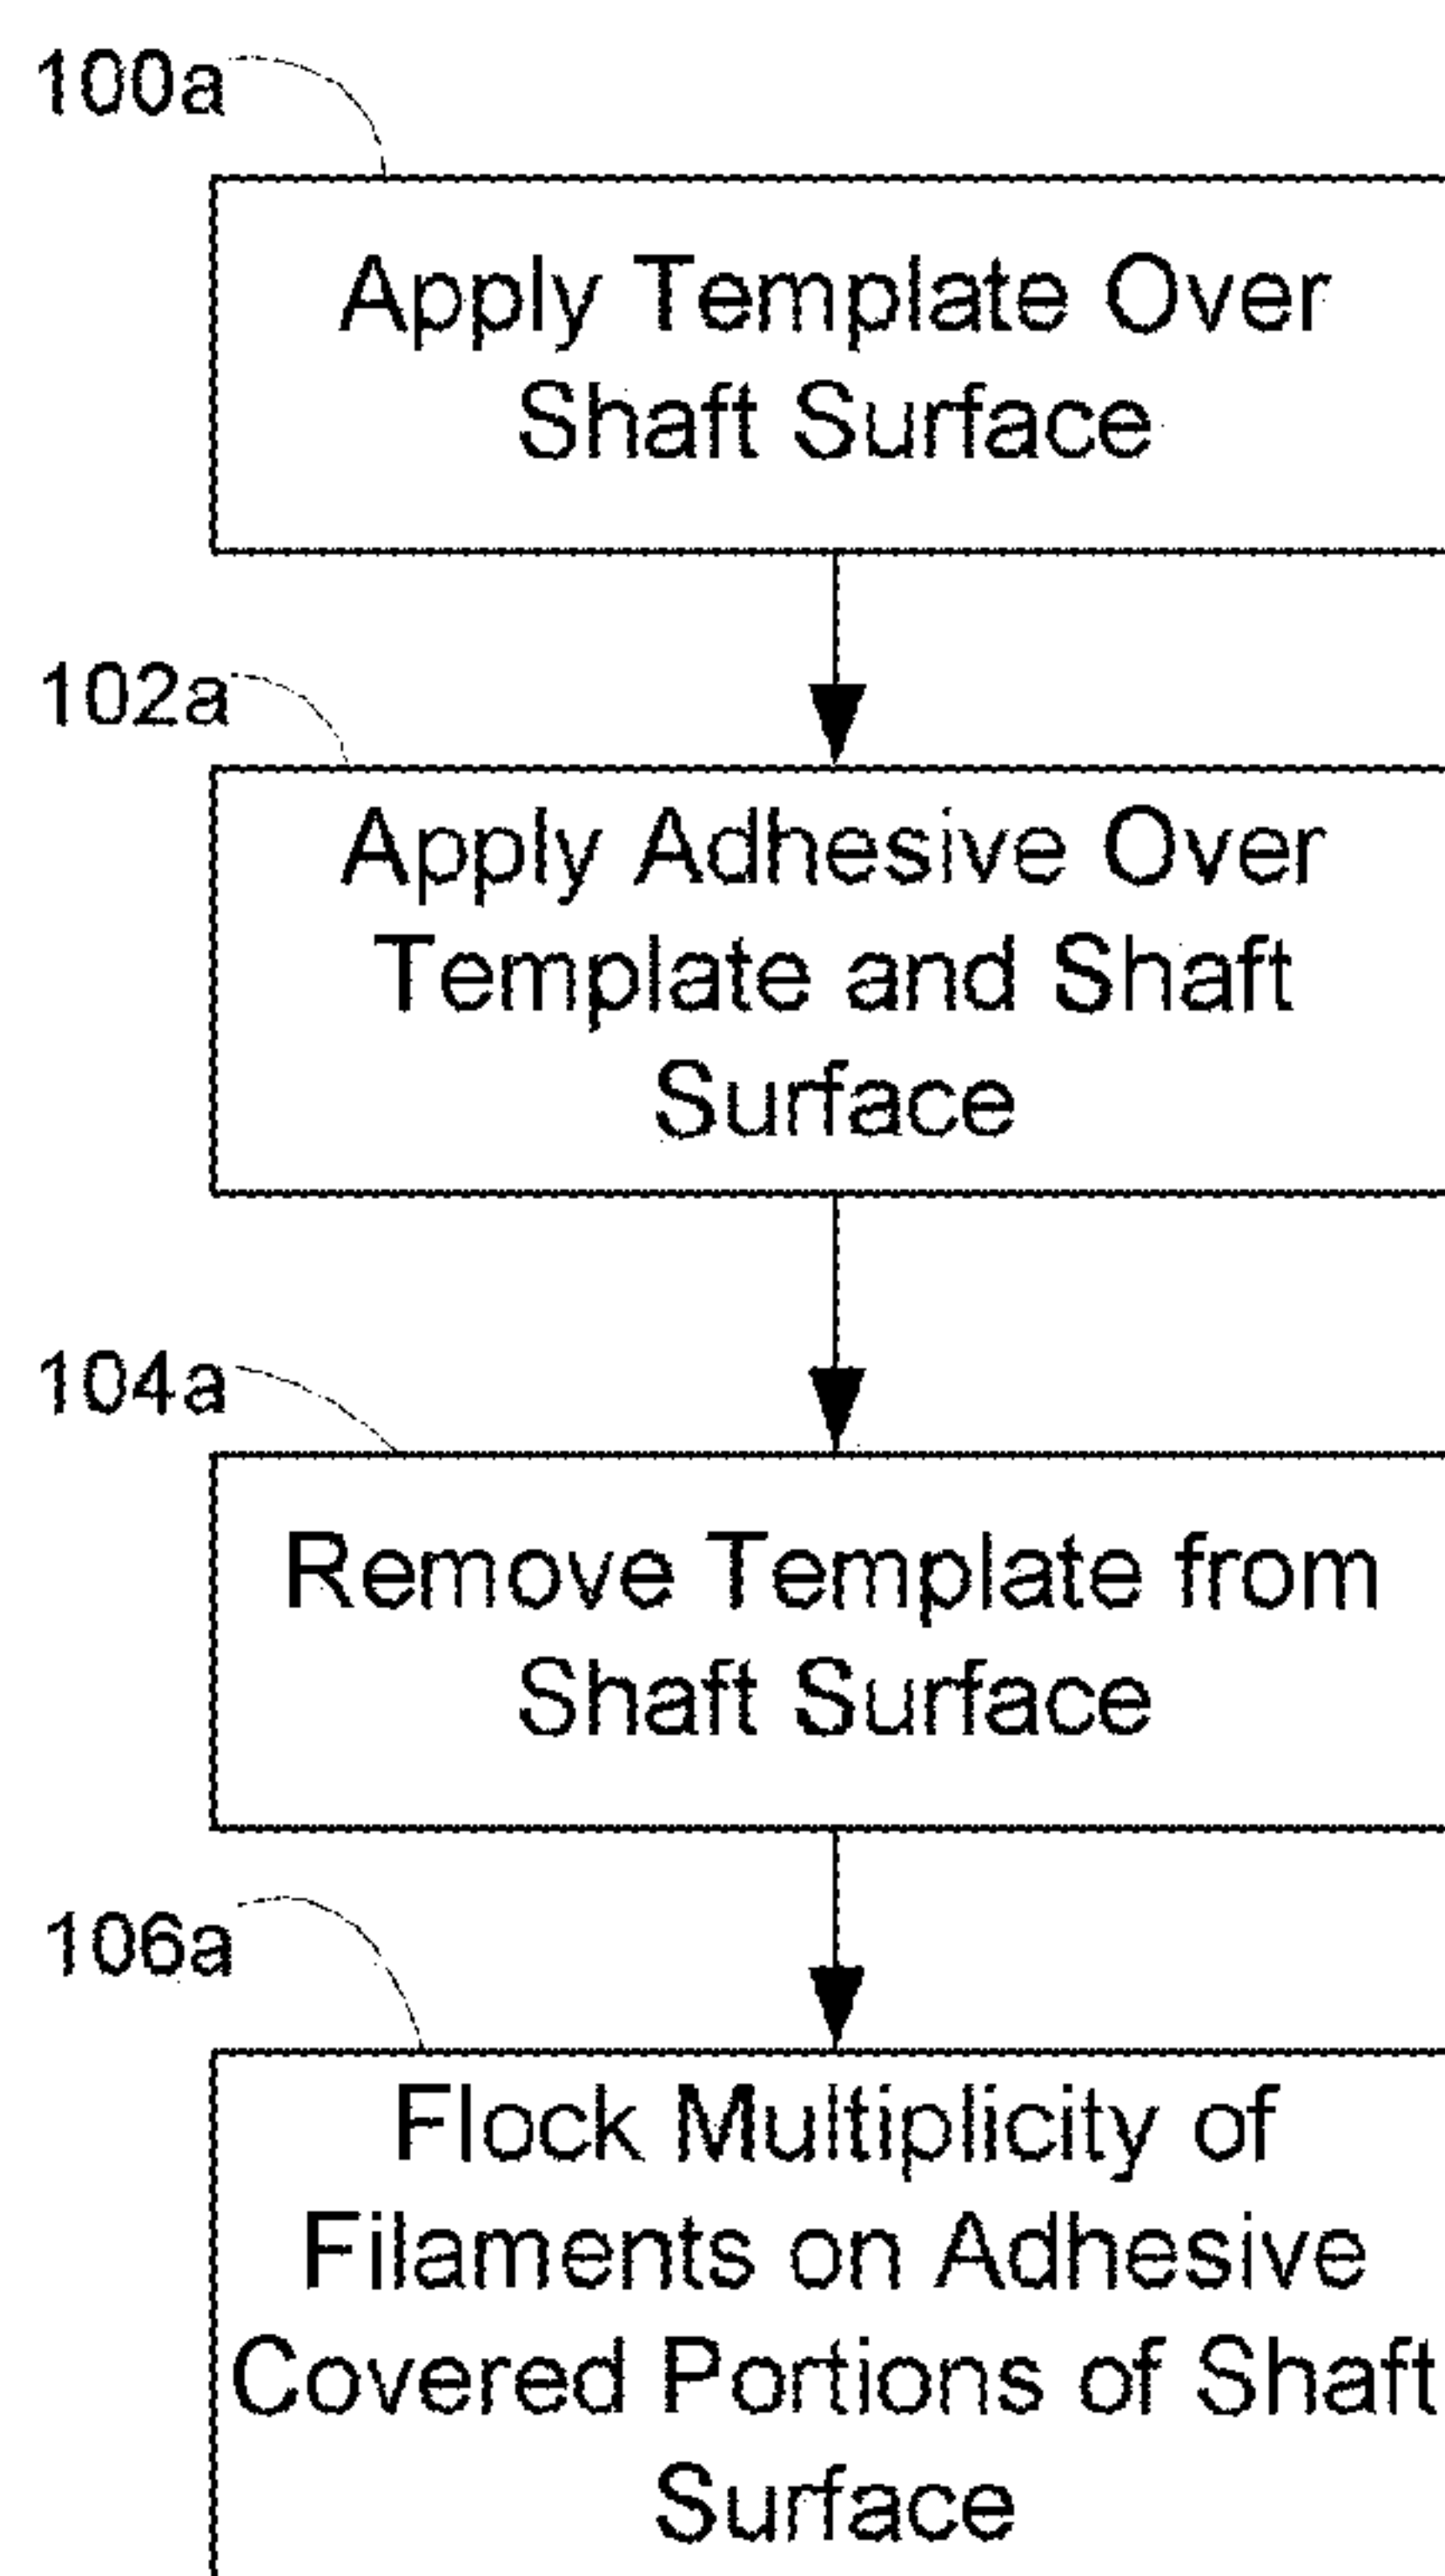 100a
Apply Template Over
Shaft Surface
102a
Apply Adhesive Over
Template and Shaft
Surface
104a
Remove Template from
Shaft Surface
106a
Flock Multiplicity of
Filaments on Adhesive
Covered Portions of Shaft
Surface